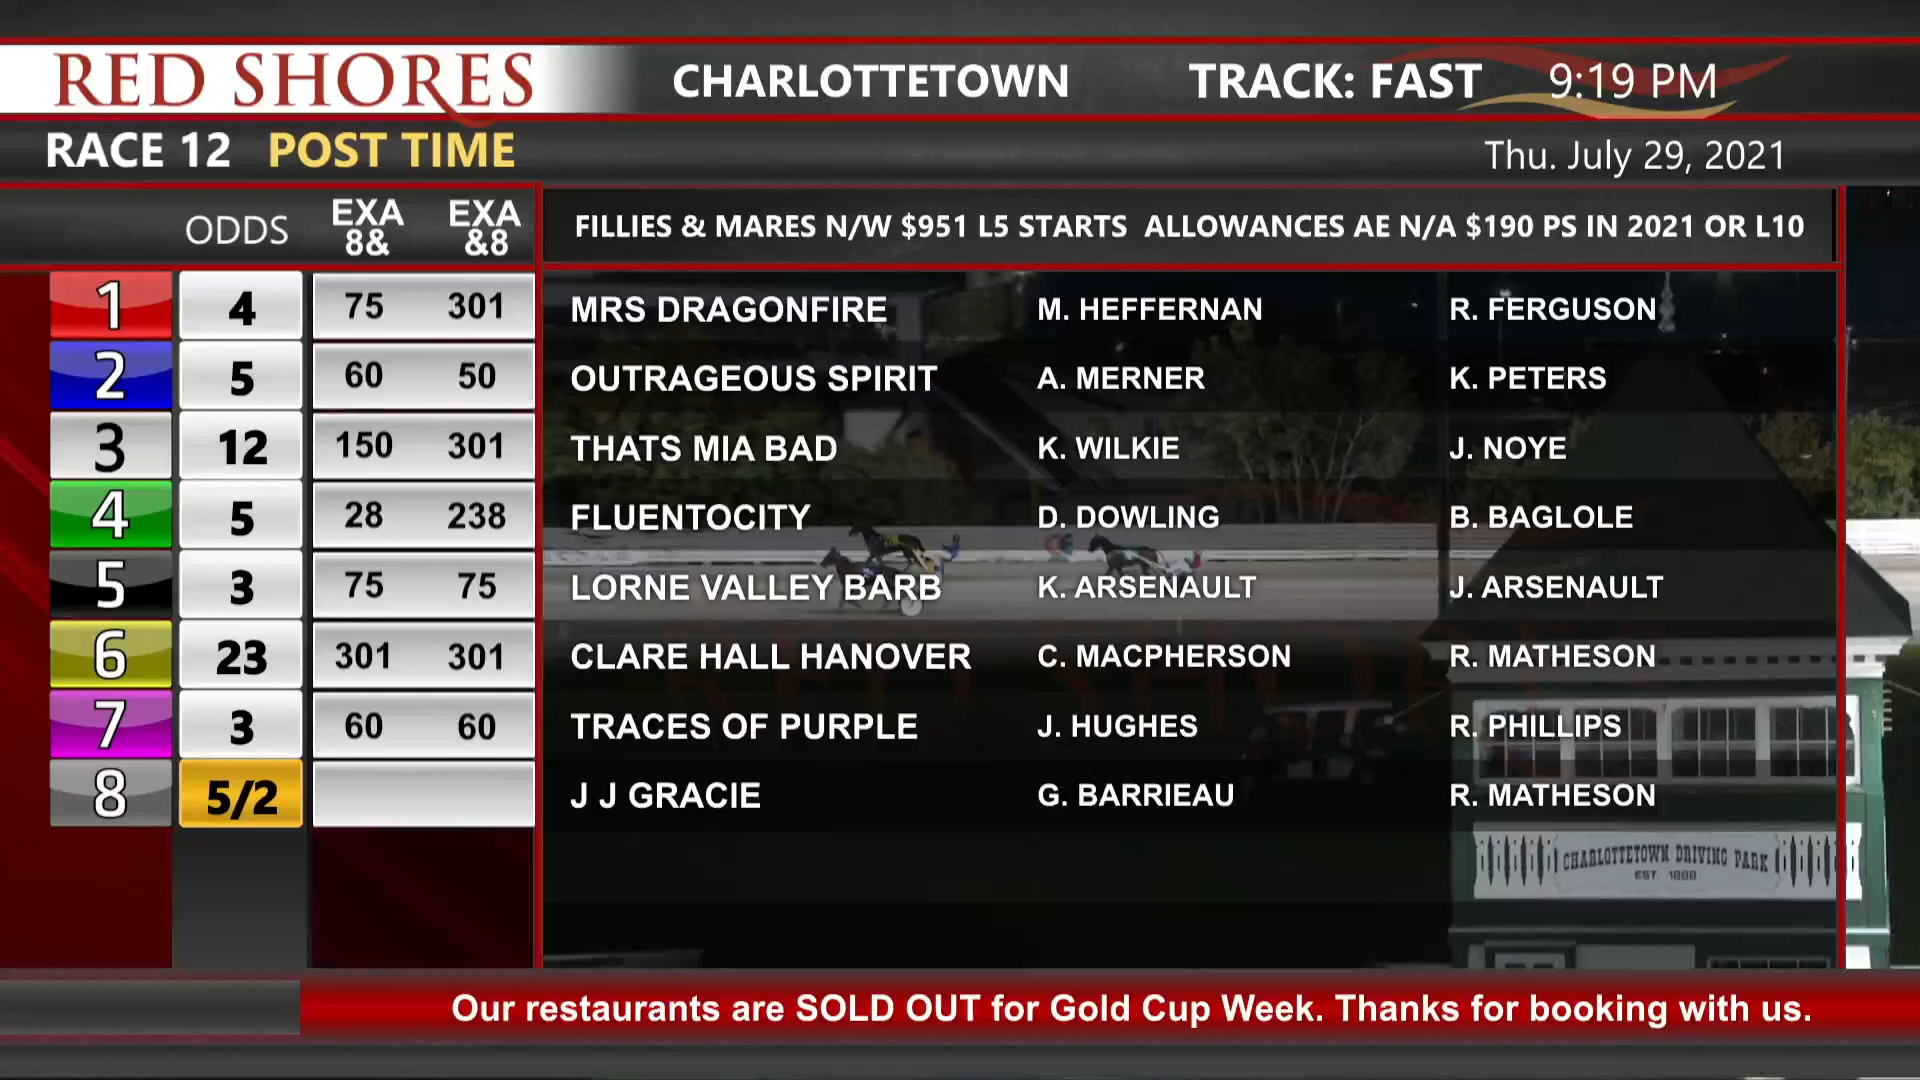 RED SHORES CHARLOTTETOWN TRACK: FAST 9:19 PM
RACE 12 POST TIME Thu. July 29, 2021
ODDS EXA 8& EXA &8 FILLIES & MARES N/W $951 L5 STARTS ALLOWANCES AE N/A $190 PS IN 2021 OR L10
1 4 75 301 MRS DRAGONFIRE M. HEFFERNAN R. FERGUSON
2 5 60 50 OUTRAGEOUS SPIRIT A. MERNER K. PETERS
3 12 150 301 THATS MIA BAD K. WILKIE J. NOYE
4 5 28 238 FLUENTOCITY D. DOWLING B. BAGLOLE
5 3 75 75 LORNE VALLEY BARB K. ARSENAULT J. ARSENAULT
6 23 301 301 CLARE HALL HANOVER C. MACPHERSON R. MATHESON
7 3 60 60 TRACES OF PURPLE J. HUGHES R. PHILLIPS
8 5/2 J J GRACIE G. BARRIEAU R. MATHESON
CHARLOTTETOWN DRIVING PARK
EST. 1888
Our restaurants are SOLD OUT for Gold Cup Week. Thanks for booking with us.